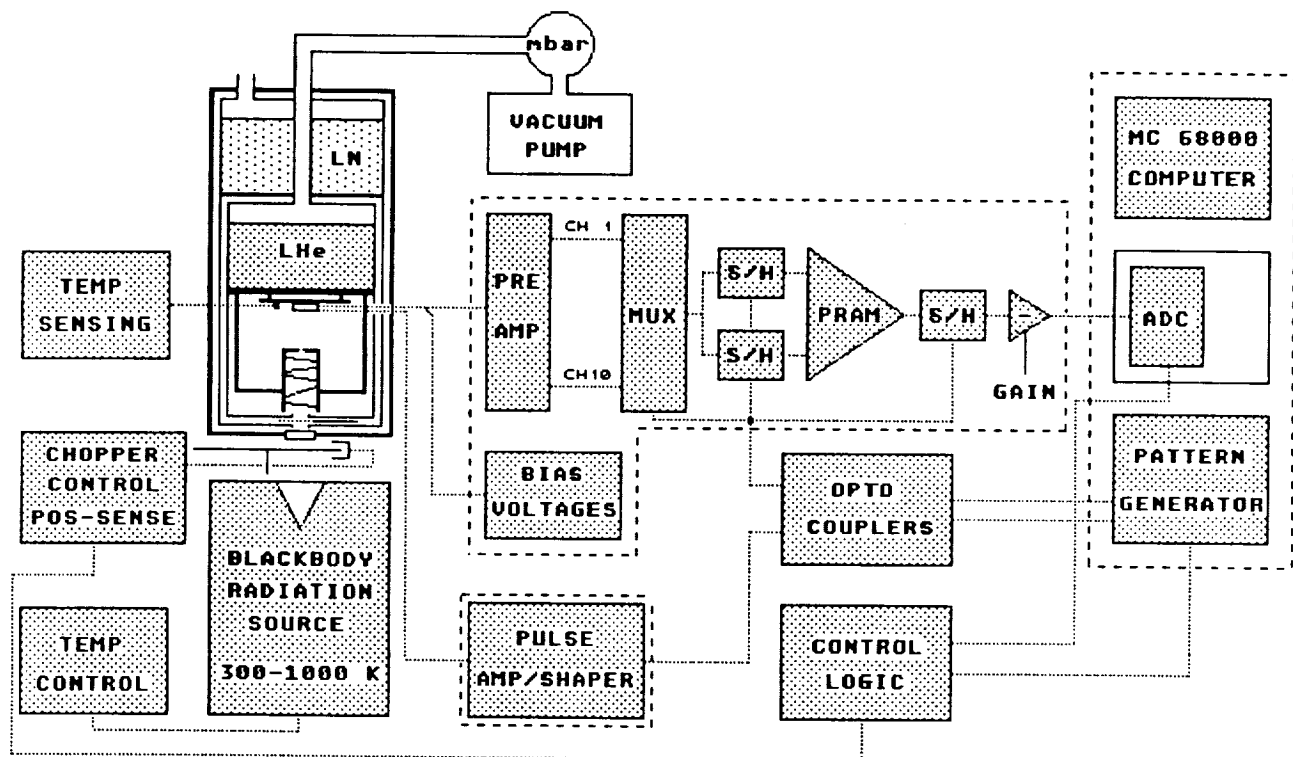 mbar
VACUUM
PUMP
LN
LHe
TEMP
SENSING
CHOPPER
CONTROL
POS-SENSE
TEMP
CONTROL
BLACKBODY
RADIATION
SOURCE
300-1000 K
PRE
AMP
CH 1
CH10
MUX
S/H
S/H
PRAM
S/H
GAIN
BIAS
VOLTAGES
PULSE
AMP/SHAPER
OPTO
COUPLERS
CONTROL
LOGIC
MC 68000
COMPUTER
ADC
PATTERN
GENERATOR